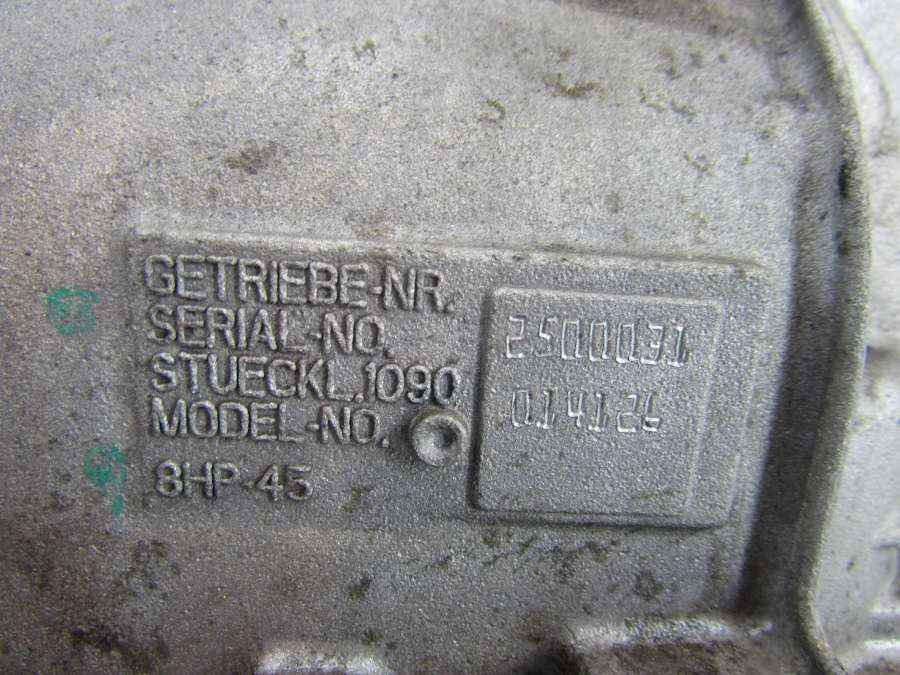 GETRIEBE-NR.
SERIAL-NO.
2500031
STUECKL.1090
MODEL-NO.
014126
8HP-45